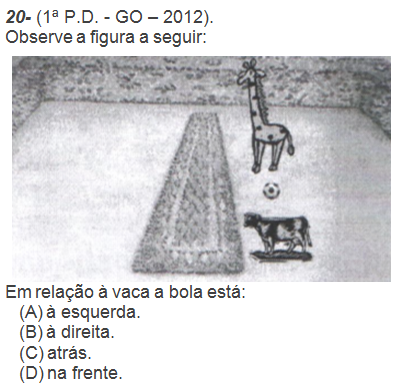 20- (1ª P.D. - GO – 2012).
Observe a figura a seguir:
Em relação à vaca a bola está:
(A) à esquerda.
(B) à direita.
(C) atrás.
(D) na frente.